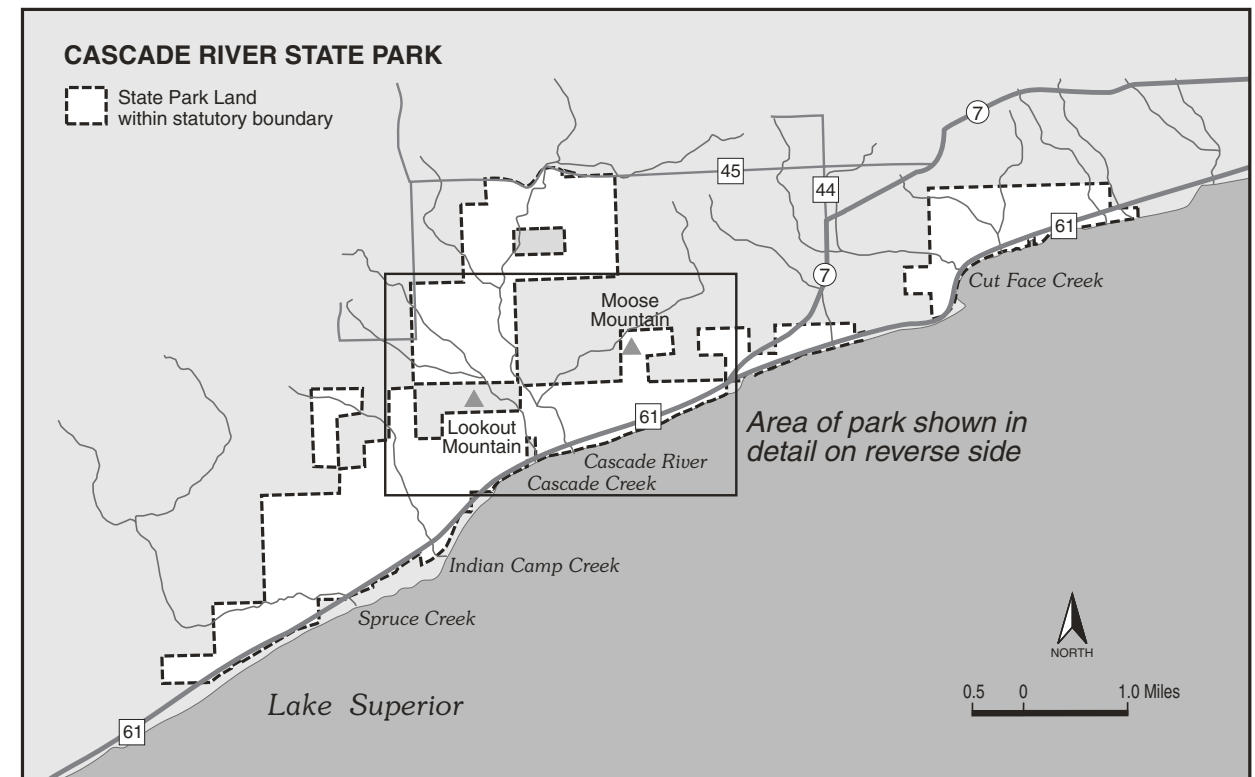 CASCADE RIVER STATE PARK
State Park Land
within statutory boundary
7
45
44
61
7
Cut Face Creek
Moose
Mountain
61
Area of park shown in
detail on reverse side
Lookout
Mountain
Cascade River
Cascade Creek
Indian Camp Creek
Spruce Creek
NORTH
0.5 0 1.0 Miles
Lake Superior
61